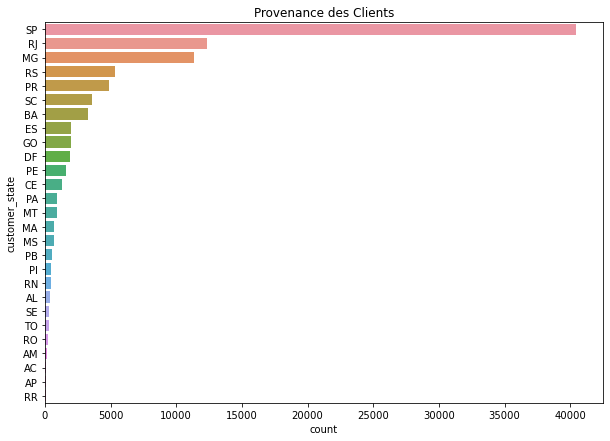 Provenance des Clients
customer_state
SP
RJ
MG
RS
PR
SC
BA
ES
GO
DF
PE
CE
PA
MT
MA
MS
PB
PI
RN
AL
SE
TO
RO
AM
AC
AP
RR
0 5000 10000 15000 20000 25000 30000 35000 40000
count